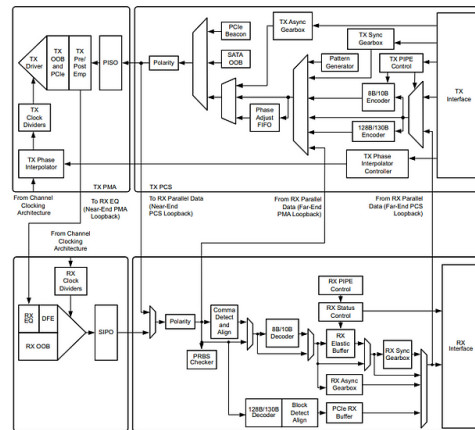 PCIe
Beacon
SATA
OOB
TX Async
Gearbox
TX Sync
Gearbox
Pattern
Generator
TX PIPE
Control
8B/10B
Encoder
128B/130B
Encoder
TX
Interface
TX
Driver
TX
OOB
and
PCIe
TX
Pre/
Post
Emp
PISO
Polarity
Phase
Adjust
FIFO
TX
Clock
Dividers
TX Phase
Interpolator
TX Phase
Interpolator
Controller
TX PMA
TX PCS
From Channel
Clocking
Architecture
To RX EQ
(Near-End PMA
Loopback)
To RX Parallel Data
(Near-End
PCS Loopback)
From RX Parallel
Data (Far-End
PMA Loopback)
From RX Parallel
Data (Far-End PCS
Loopback)
From Channel
Clocking
Architecture
RX
Clock
Dividers
RX
EQ
DFE
RX OOB
SIPO
Polarity
PRBS
Checker
Comma
Detect
and
Align
8B/10B
Decoder
RX PIPE
Control
RX Status
Control
RX
Elastic
Buffer
RX Sync
Gearbox
RX Async
Gearbox
128B/130B
Decoder
Block
Detect
Align
PCIe RX
Buffer
RX
Interface